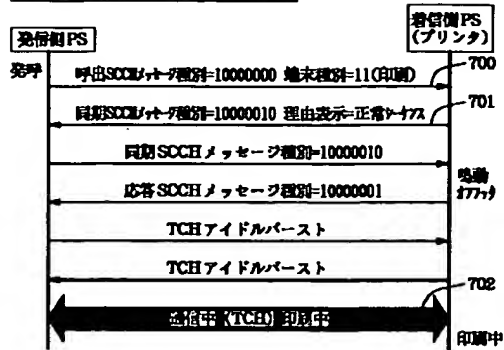 発信側PS
着信側PS
(プリンタ)
発呼
呼出SCCHメッセージ種別=10000000 端末種別=11(印刷)
700
同期SCCHメッセージ種別=10000010 理由表示=正常シーケンス
701
同期SCCHメッセージ種別=10000010
鳴動
オフフック
応答SCCHメッセージ種別=10000001
TCHアイドルバースト
TCHアイドルバースト
702
通信中 (TCH) 印刷中
印刷中